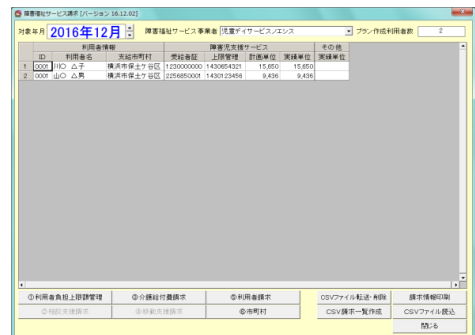 障害福祉サービス請求 [バージョン 16.12.02]
対象年月 2016年12月 障害福祉サービス事業者 児童デイサービスノエシス プラン作成利用者数 2
利用者情報 障害児支援サービス その他
ID 利用者名 支給市町村 受給者証 上限管理 計画単位 実績単位 実績単位
1 0001 川○ △子 横浜市保土ケ谷区 1230000000 1430654321 15,650 15,650
2 0001 山○ △男 横浜市保土ケ谷区 2256850001 1430123456 9,436 9,436
①利用者負担上限額管理 ③介護給付費請求 ⑤利用者請求 CSVファイル転送・削除 請求情報印刷
②相談支援請求 ④移動支援請求 ⑥市町村 CSV請求一覧作成 CSVファイル読込
閉じる